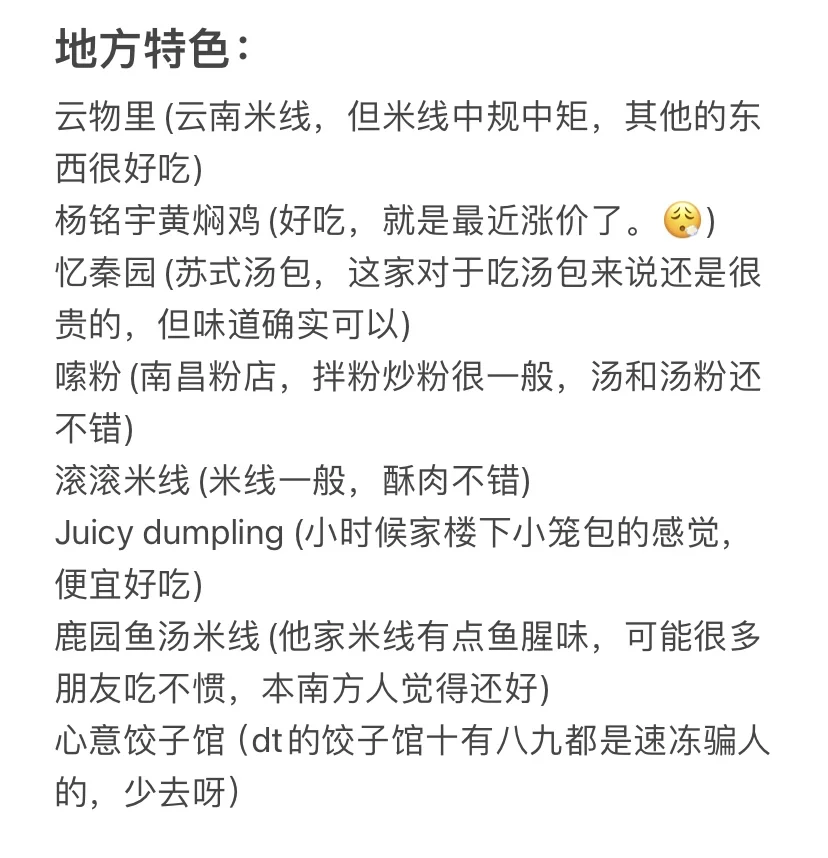 地方特色：
云物里 (云南米线，但米线中规中矩，其他的东
西很好吃)
杨铭宇黄焖鸡 (好吃，就是最近涨价了。😮‍💨)
忆秦园 (苏式汤包，这家对于吃汤包来说还是很
贵的，但味道确实可以)
嗦粉 (南昌粉店，拌粉炒粉很一般，汤和汤粉还
不错)
滚滚米线 (米线一般，酥肉不错)
Juicy dumpling (小时候家楼下小笼包的感觉，
便宜好吃)
鹿园鱼汤米线 (他家米线有点鱼腥味，可能很多
朋友吃不惯，本南方人觉得还好)
心意饺子馆（dt的饺子馆十有八九都是速冻骗人
的，少去呀）